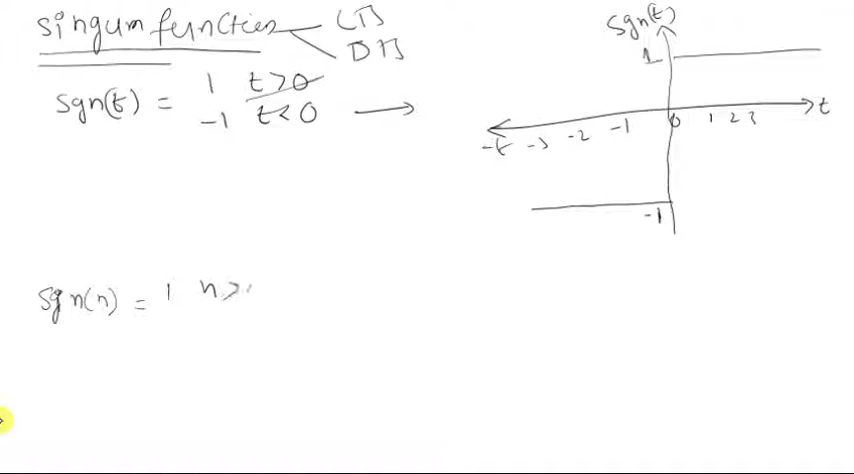 Singum function CTS
DTS
sgn(t) = 1 t>0
-1 t<0
sgn(t)
1
-t -3 -2 -1 0 1 2 3 t
-1
sgn(n) = 1 n>